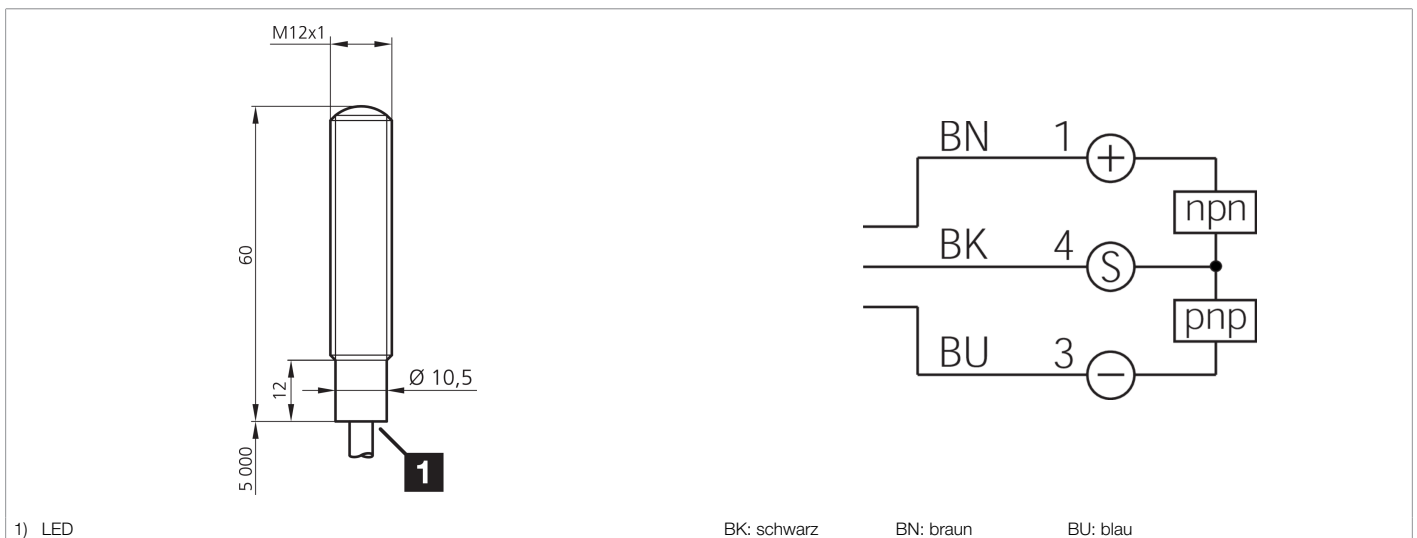 M12x1
60
12
Ø 10,5
5 000
1
1) LED
BN 1 +
npn
BK 4 S
pnp
BU 3 −
BK: schwarz BN: braun BU: blau